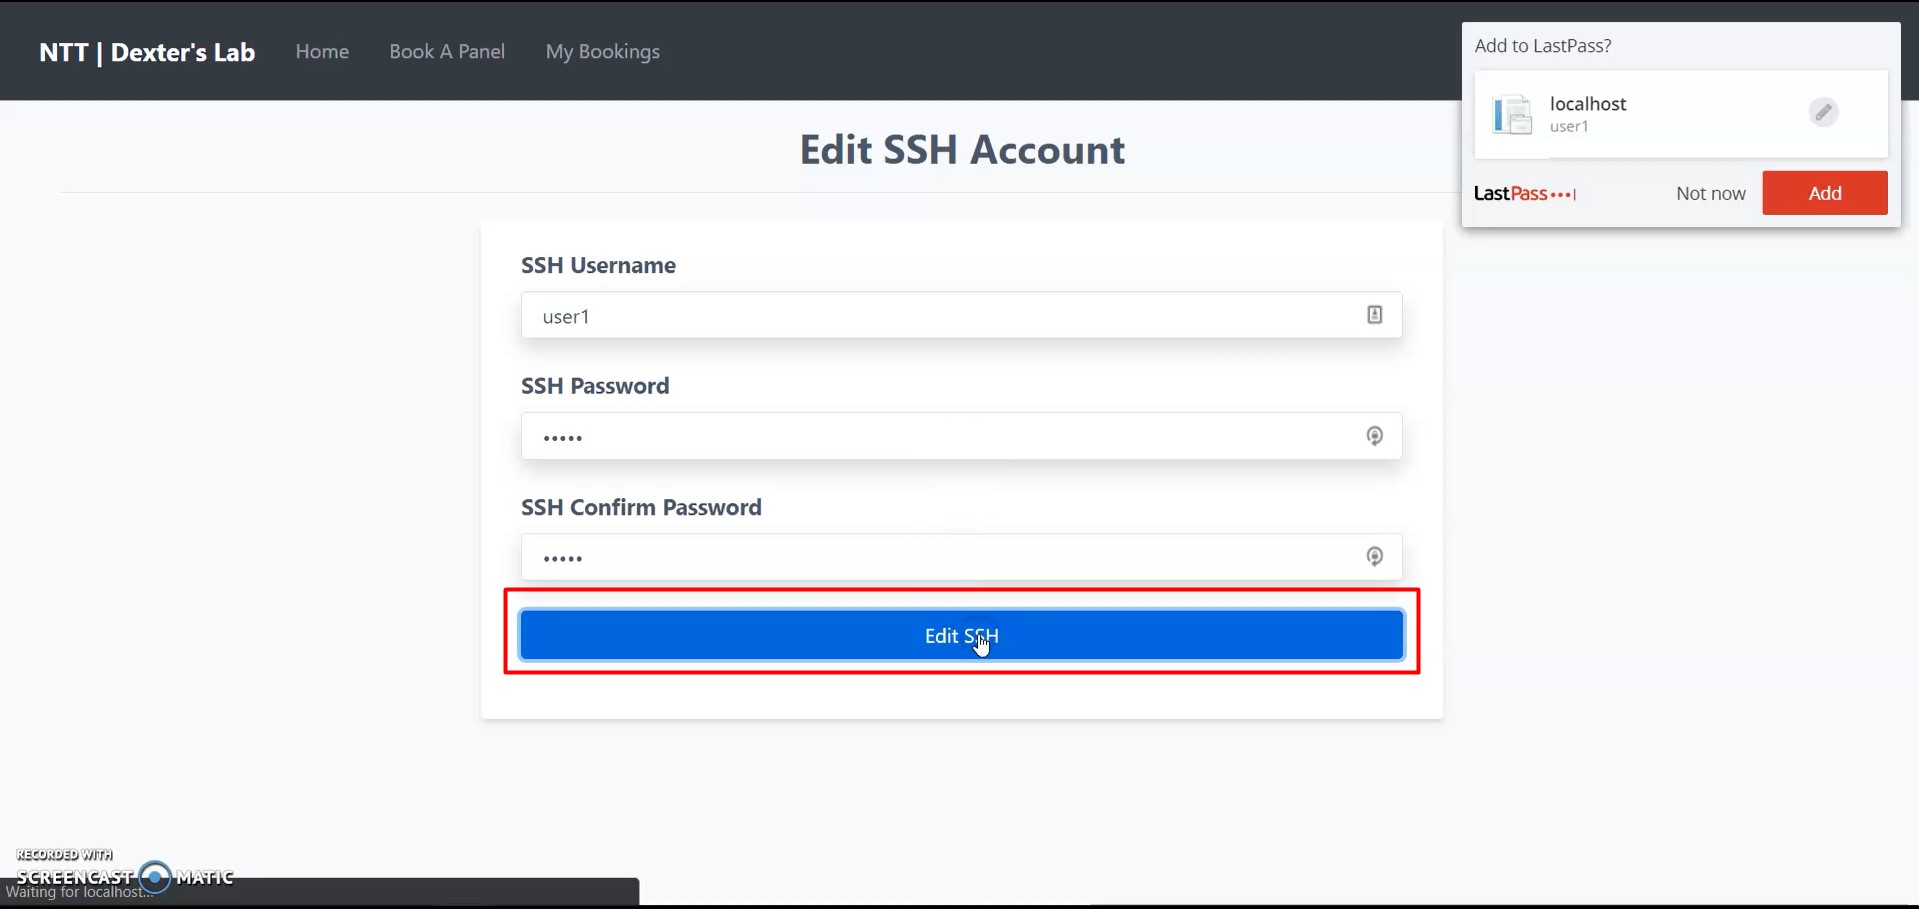 NTT | Dexter's Lab Home Book A Panel My Bookings
Add to LastPass?
localhost
user1
LastPass•••| Not now Add
Edit SSH Account
SSH Username
user1
SSH Password
•••••
SSH Confirm Password
•••••
Edit SSH
RECORDED WITH
SCREENCAST MATIC
Waiting for localhost...